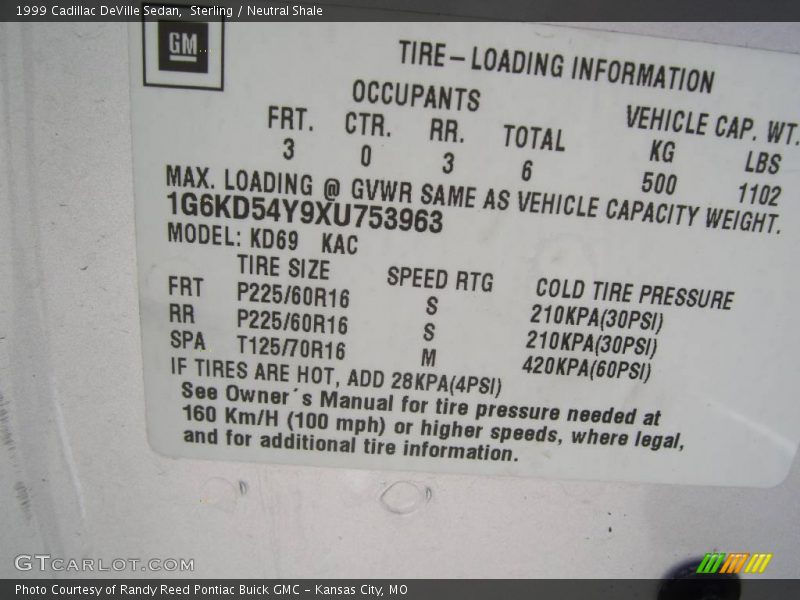 1999 Cadillac DeVille Sedan, Sterling / Neutral Shale
GM
TIRE-LOADING INFORMATION
OCCUPANTS VEHICLE CAP. WT.
FRT. CTR. RR. TOTAL KG LBS
3 0 3 6 500 1102
MAX. LOADING @ GVWR SAME AS VEHICLE CAPACITY WEIGHT.
1G6KD54Y9XU753963
MODEL: KD69 KAC
TIRE SIZE SPEED RTG COLD TIRE PRESSURE
FRT P225/60R16 S 210KPA(30PSI)
RR P225/60R16 S 210KPA(30PSI)
SPA T125/70R16 M 420KPA(60PSI)
IF TIRES ARE HOT, ADD 28KPA(4PSI)
See Owner´s Manual for tire pressure needed at
160 Km/H (100 mph) or higher speeds, where legal,
and for additional tire information.
GTCARLOT.COM
Photo Courtesy of Randy Reed Pontiac Buick GMC - Kansas City, MO